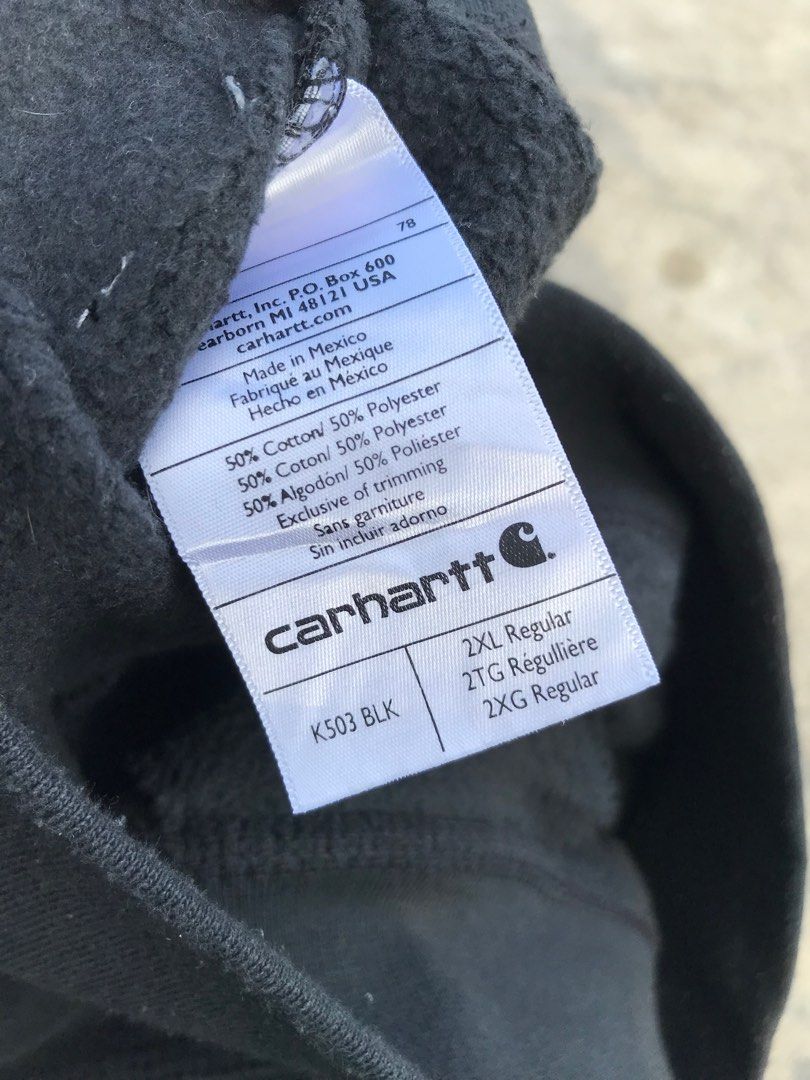 78
Inc. P.O. Box 600
MI 48121 USA
carhartt.com
Made in Mexico
Fabriqué au Mexique
Hecho en México
50% Cotton/ 50% Polyester
50% Coton/ 50% Polyester
50% Algodón/ 50% Poliéster
Exclusive of trimming
Sans garniture
Sin incluir adorno
carhartt
K503 BLK
2XL Regular
2TG Régullière
2XG Regular